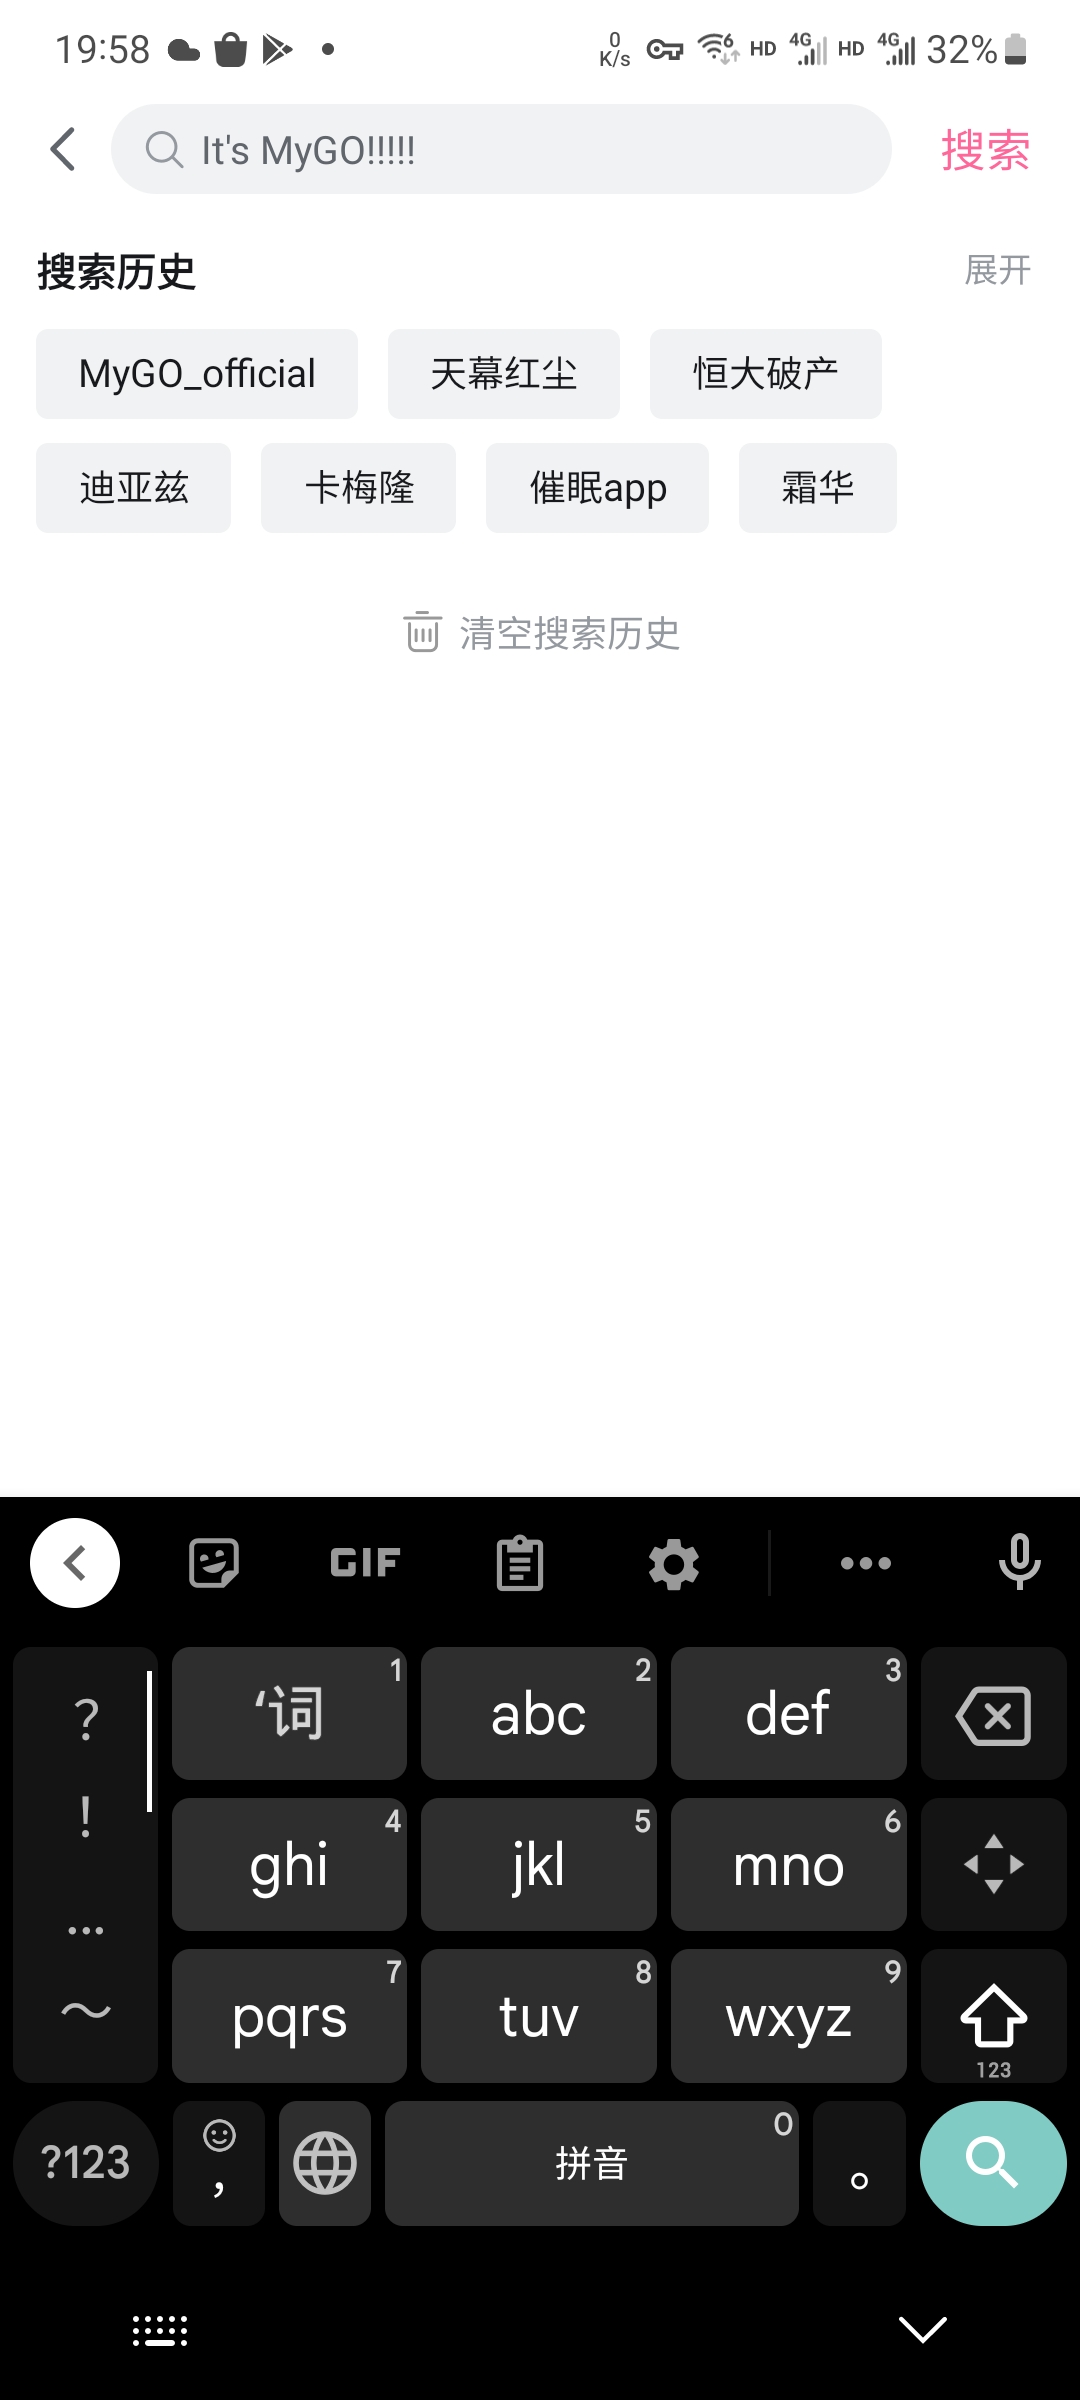 19:58 0 K/s 6 HD 4G HD 4G 32%
It's MyGO!!!!! 搜索
搜索历史 展开
MyGO_official 天幕红尘 恒大破产
迪亚兹 卡梅隆 催眠app 霜华
清空搜索历史
GIF
? ‘词 1 abc 2 def 3
! ghi 4 jkl 5 mno 6
...
～ pqrs 7 tuv 8 wxyz 9
123
?123 , 拼音 0 。